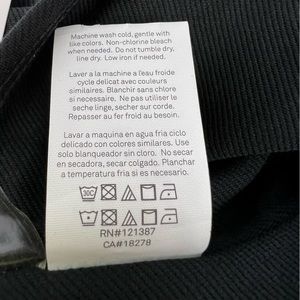 Machine wash cold, gentle with
like colors. Non-chlorine bleach
when needed. Do not tumble dry,
line dry. Low iron if needed.
Laver a la machine a l'eau froide
cycle delicat avec couleurs
similaires. Blanchir sans chlore
si necessaire. Ne pas utiliser le
seche linge, secher sur corde.
Repasser au fer froid au besoin.
Lavar a maquina en agua fria ciclo
delicado con colores similares. Use
solo blanqueador sin cloro. No secar
en secadora, secar colgado. Planchar
a temperatura fria si es necesario.
30C
RN#121387
CA#18278